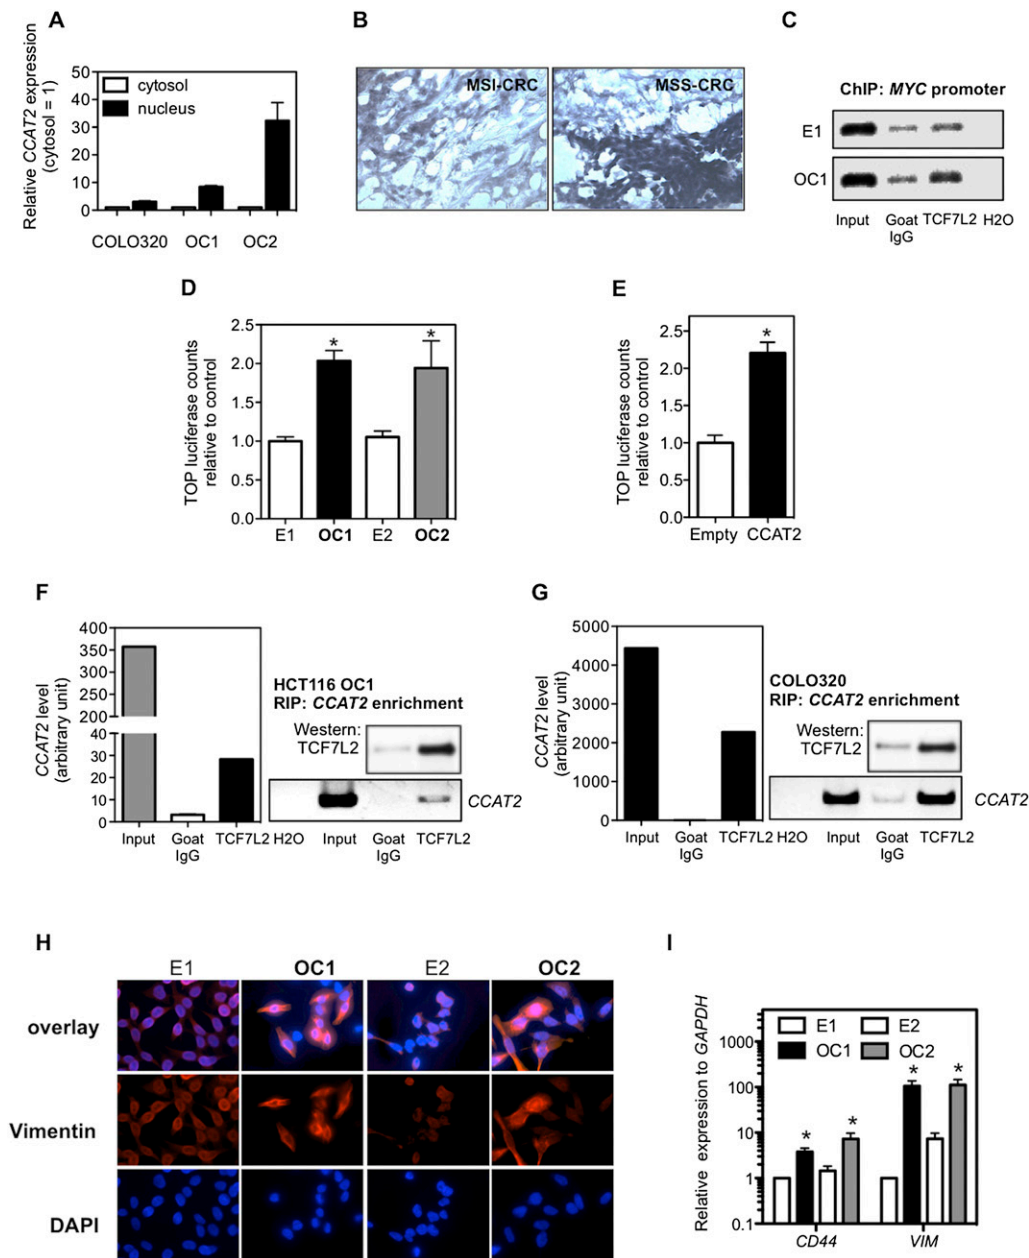 A
Relative CCAT2 expression
(cytosol = 1)
50
40
30
20
10
0
cytosol
nucleus
COLO320 OC1 OC2
B
MSI-CRC MSS-CRC
C
ChIP: MYC promoter
E1
OC1
Input Goat IgG TCF7L2 H2O
D
TOP luciferase counts
relative to control
2.5
2.0
1.5
1.0
0.5
0.0
* *
E1 OC1 E2 OC2
E
TOP luciferase counts
relative to control
2.5
2.0
1.5
1.0
0.5
0.0
*
Empty CCAT2
F
CCAT2 level
(arbitrary unit)
400
350
300
250
200
40
30
20
10
0
Input Goat IgG TCF7L2
HCT116 OC1
RIP: CCAT2 enrichment
Western:
TCF7L2
CCAT2
H2O Input Goat IgG TCF7L2
G
CCAT2 level
(arbitrary unit)
5000
4000
3000
2000
1000
0
Input Goat IgG TCF7L2
COLO320
RIP: CCAT2 enrichment
Western:
TCF7L2
CCAT2
H2O Input Goat IgG TCF7L2
H
E1 OC1 E2 OC2
overlay
Vimentin
DAPI
I
Relative expression to GAPDH
1000
100
10
1
0.1
E1 E2
OC1 OC2
* * * *
CD44 VIM